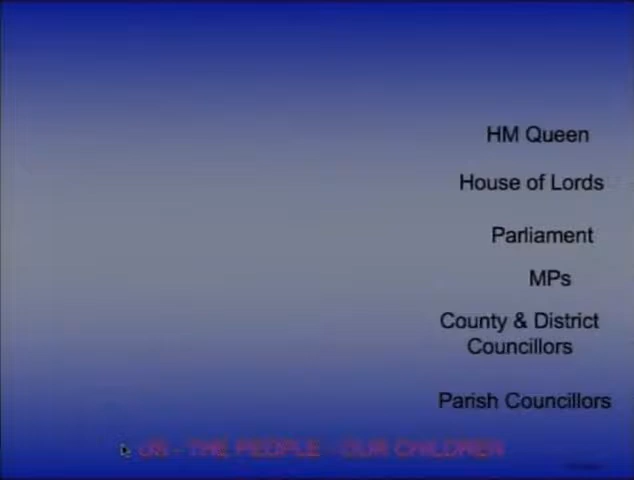 HM Queen
House of Lords
Parliament
MPs
County & District
Councillors
Parish Councillors
US - THE PEOPLE - OUR CHILDREN